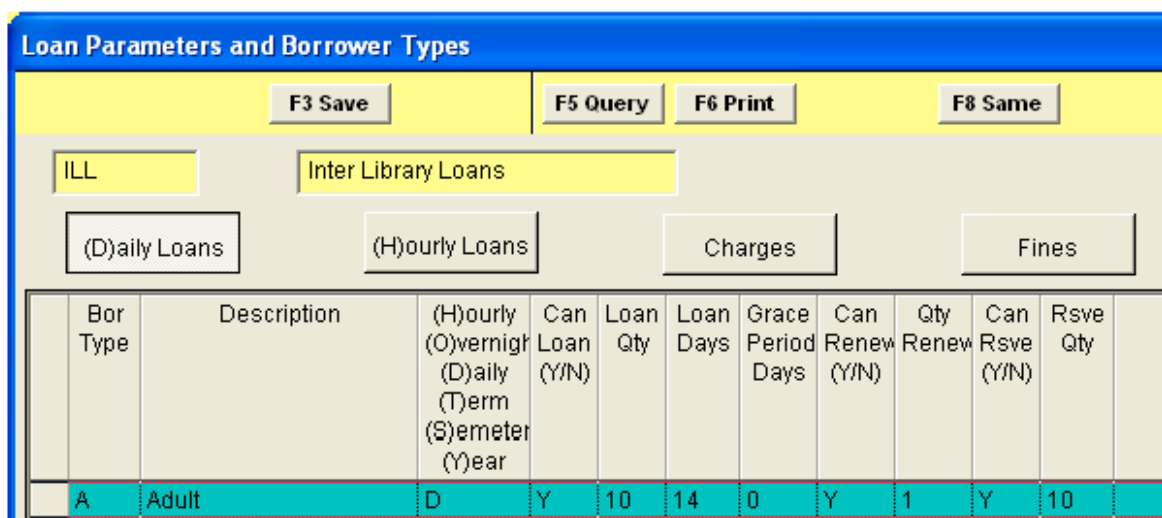 Loan Parameters and Borrower Types
F3 Save F5 Query F6 Print F8 Same
ILL Inter Library Loans
(D)aily Loans (H)ourly Loans Charges Fines
Bor Description (H)ourly Can Loan Loan Grace Can Qty Can Rsve
Type (O)vernigh Loan Qty Days Period Renew Renew Rsve Qty
(D)aily (Y/N) Days (Y/N) (Y/N)
(T)erm
(S)emeter
(Y)ear
A Adult D Y 10 14 0 Y 1 Y 10